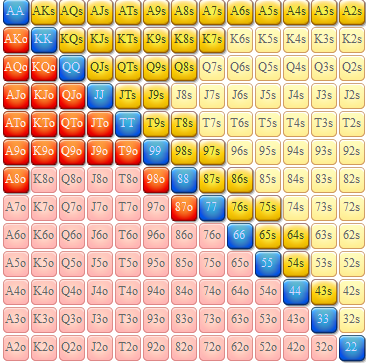 AA AKs AQs AJs ATs A9s A8s A7s A6s A5s A4s A3s A2s
AKo KK KQs KJs KTs K9s K8s K7s K6s K5s K4s K3s K2s
AQo KQo QQ QJs QTs Q9s Q8s Q7s Q6s Q5s Q4s Q3s Q2s
AJo KJo QJo JJ JTs J9s J8s J7s J6s J5s J4s J3s J2s
ATo KTo QTo JTo TT T9s T8s T7s T6s T5s T4s T3s T2s
A9o K9o Q9o J9o T9o 99 98s 97s 96s 95s 94s 93s 92s
A8o K8o Q8o J8o T8o 98o 88 87s 86s 85s 84s 83s 82s
A7o K7o Q7o J7o T7o 97o 87o 77 76s 75s 74s 73s 72s
A6o K6o Q6o J6o T6o 96o 86o 76o 66 65s 64s 63s 62s
A5o K5o Q5o J5o T5o 95o 85o 75o 65o 55 54s 53s 52s
A4o K4o Q4o J4o T4o 94o 84o 74o 64o 54o 44 43s 42s
A3o K3o Q3o J3o T3o 93o 83o 73o 63o 53o 43o 33 32s
A2o K2o Q2o J2o T2o 92o 82o 72o 62o 52o 42o 32o 22